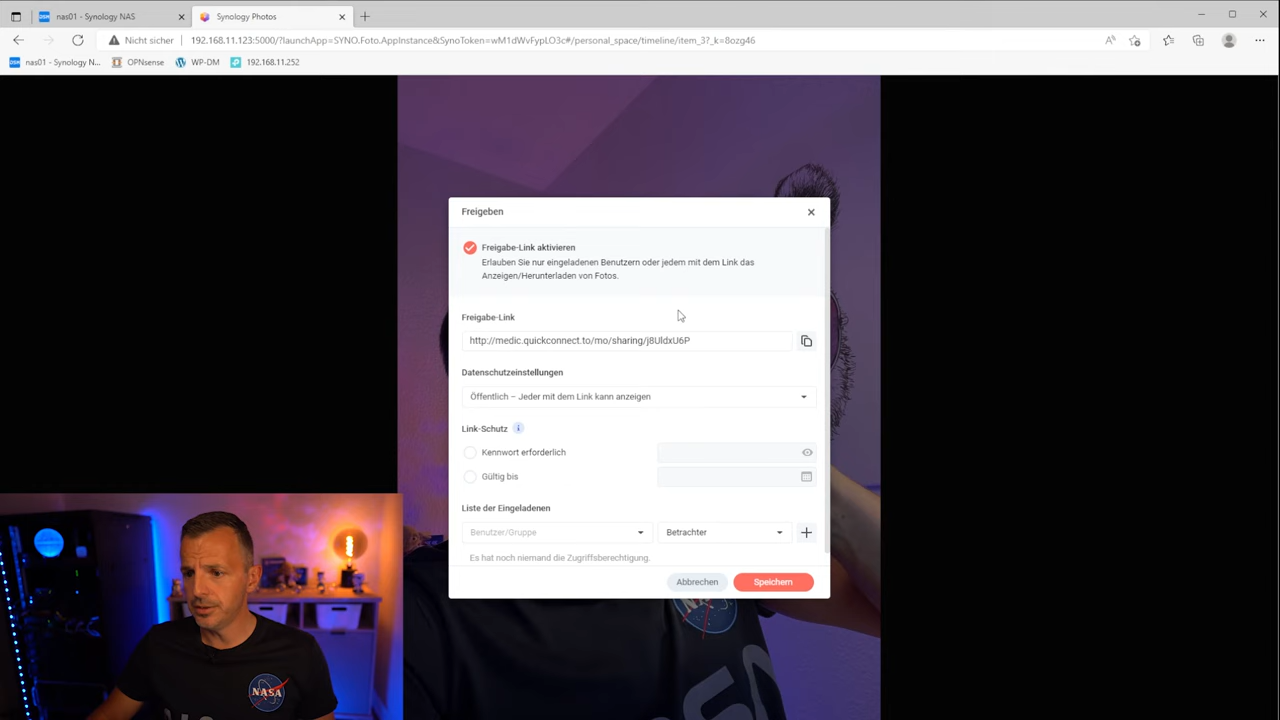 nas01 - Synology NAS
Synology Photos
Nicht sicher
192.168.11.123:5000/?launchApp=SYNO.Foto.AppInstance&SynoToken=wM1dWvFypLO3c#/personal_space/timeline/item_3?_k=8ozg46
nas01 - Synology N...
OPNsense
WP-DM
192.168.11.252
Freigeben
Freigabe-Link aktivieren
Erlauben Sie nur eingeladenen Benutzern oder jedem mit dem Link das
Anzeigen/Herunterladen von Fotos.
Freigabe-Link
http://medic.quickconnect.to/mo/sharing/j8UldxU6P
Datenschutzeinstellungen
Öffentlich – Jeder mit dem Link kann anzeigen
Link-Schutz
Kennwort erforderlich
Gültig bis
Liste der Eingeladenen
Benutzer/Gruppe
Betrachter
Es hat noch niemand die Zugriffsberechtigung.
Abbrechen
Speichern
NASA